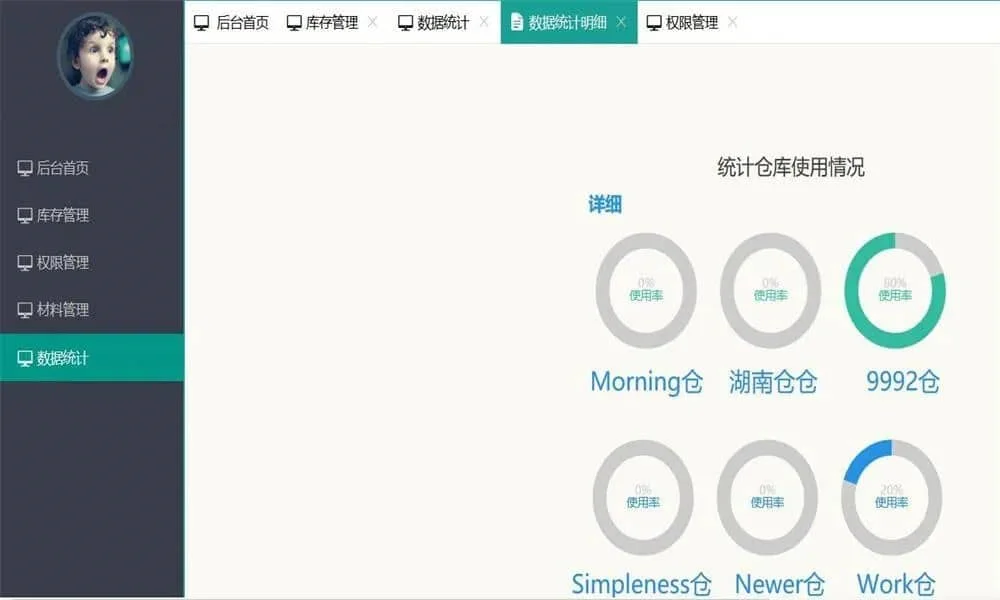 后台首页 库存管理 数据统计 数据统计明细 权限管理
后台首页
库存管理
权限管理
材料管理
数据统计
统计仓库使用情况
详细
0% 0% 80%
使用率 使用率 使用率
Morning仓 湖南仓仓 9992仓
0% 0% 20%
使用率 使用率 使用率
Simpleness仓 Newer仓 Work仓